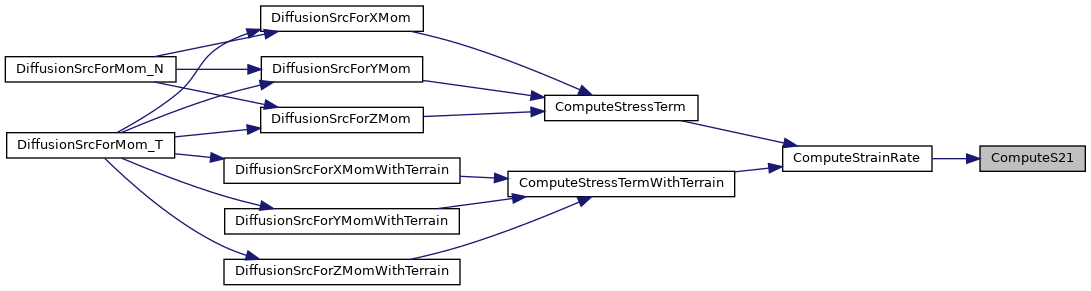 DiffusionSrcForXMom
DiffusionSrcForMom_N
DiffusionSrcForYMom
ComputeStressTerm
DiffusionSrcForZMom
DiffusionSrcForMom_T
ComputeStrainRate
ComputeS21
DiffusionSrcForXMomWithTerrain
ComputeStressTermWithTerrain
DiffusionSrcForYMomWithTerrain
DiffusionSrcForZMomWithTerrain